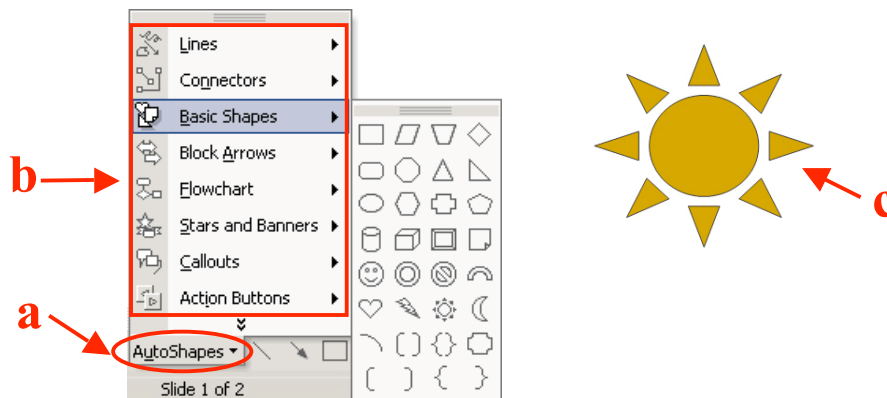 Lines
Connectors
Basic Shapes
Block Arrows
Flowchart
Stars and Banners
Callouts
Action Buttons
AutoShapes
Slide 1 of 2
b
a
c